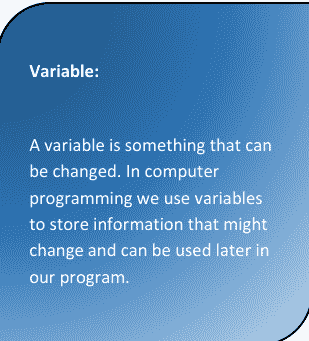 Variable:
A variable is something that can
be changed. In computer
programming we use variables
to store information that might
change and can be used later in
our program.